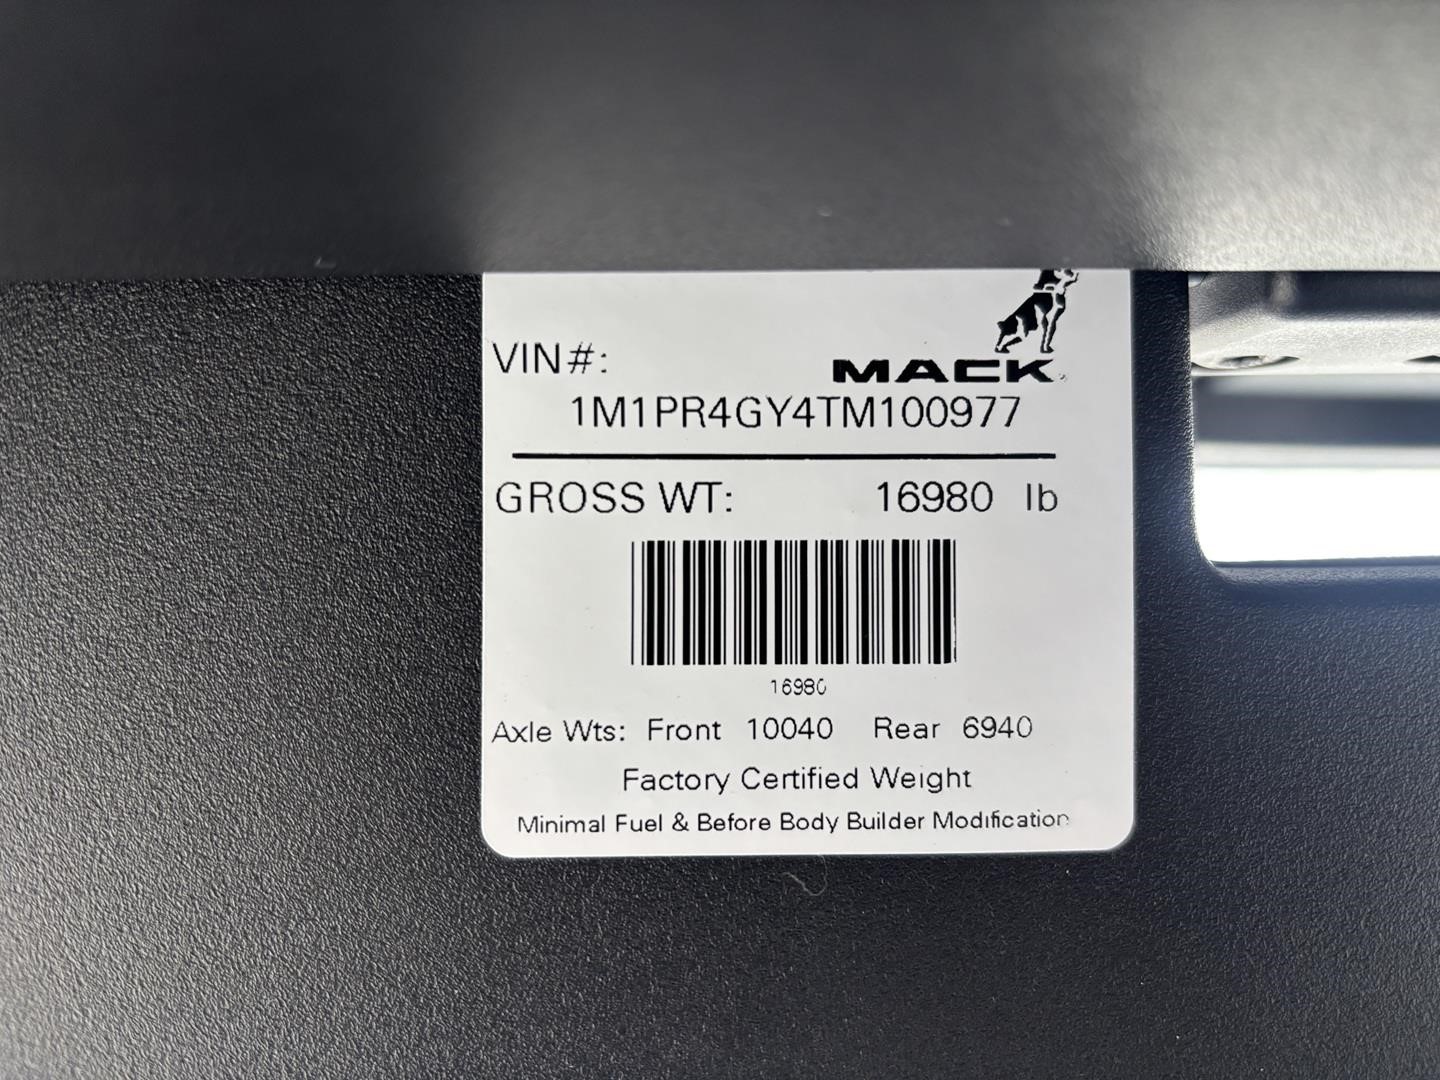 VIN#:
MACK
1M1PR4GY4TM100977
GROSS WT: 16980 lb
16980
Axle Wts: Front 10040 Rear 6940
Factory Certified Weight
Minimal Fuel & Before Body Builder Modification